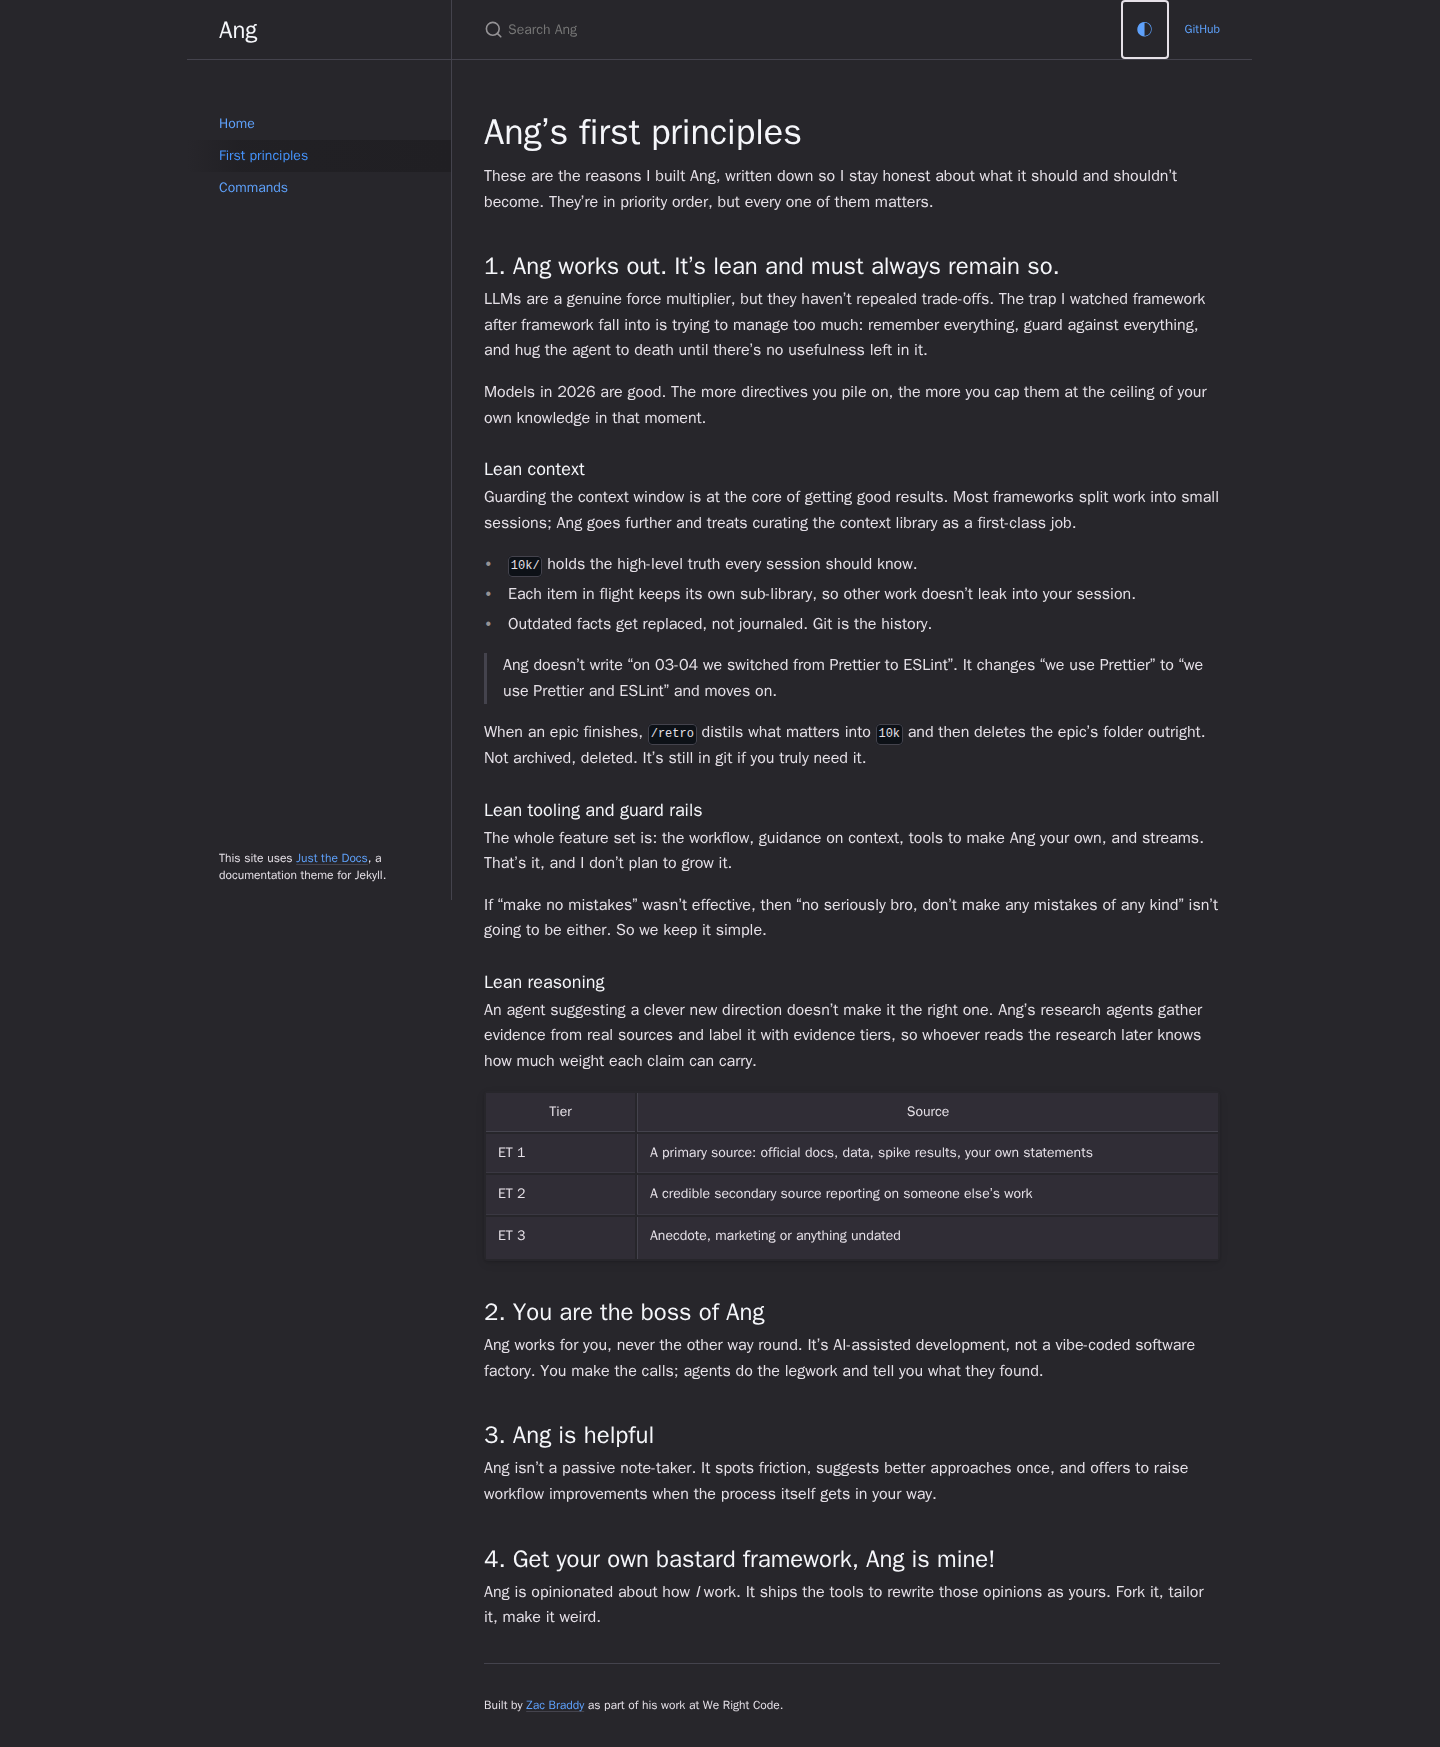 Ang
Search Ang
GitHub
Home
First principles
Commands
Ang’s first principles
These are the reasons I built Ang, written down so I stay honest about what it should and shouldn’t
become. They’re in priority order, but every one of them matters.
1. Ang works out. It’s lean and must always remain so.
LLMs are a genuine force multiplier, but they haven’t repealed trade-offs. The trap I watched framework
after framework fall into is trying to manage too much: remember everything, guard against everything,
and hug the agent to death until there’s no usefulness left in it.
Models in 2026 are good. The more directives you pile on, the more you cap them at the ceiling of your
own knowledge in that moment.
Lean context
Guarding the context window is at the core of getting good results. Most frameworks split work into small
sessions; Ang goes further and treats curating the context library as a first-class job.
• 10k/ holds the high-level truth every session should know.
• Each item in flight keeps its own sub-library, so other work doesn’t leak into your session.
• Outdated facts get replaced, not journaled. Git is the history.
Ang doesn’t write “on 03-04 we switched from Prettier to ESLint”. It changes “we use Prettier” to “we
use Prettier and ESLint” and moves on.
When an epic finishes, /retro distils what matters into 10k and then deletes the epic’s folder outright.
Not archived, deleted. It’s still in git if you truly need it.
Lean tooling and guard rails
The whole feature set is: the workflow, guidance on context, tools to make Ang your own, and streams.
That’s it, and I don’t plan to grow it.
If “make no mistakes” wasn’t effective, then “no seriously bro, don’t make any mistakes of any kind” isn’t
going to be either. So we keep it simple.
Lean reasoning
An agent suggesting a clever new direction doesn’t make it the right one. Ang’s research agents gather
evidence from real sources and label it with evidence tiers, so whoever reads the research later knows
how much weight each claim can carry.
Tier Source
ET 1 A primary source: official docs, data, spike results, your own statements
ET 2 A credible secondary source reporting on someone else’s work
ET 3 Anecdote, marketing or anything undated
2. You are the boss of Ang
Ang works for you, never the other way round. It’s AI-assisted development, not a vibe-coded software
factory. You make the calls; agents do the legwork and tell you what they found.
3. Ang is helpful
Ang isn’t a passive note-taker. It spots friction, suggests better approaches once, and offers to raise
workflow improvements when the process itself gets in your way.
4. Get your own bastard framework, Ang is mine!
Ang is opinionated about how I work. It ships the tools to rewrite those opinions as yours. Fork it, tailor
it, make it weird.
Built by Zac Braddy as part of his work at We Right Code.
This site uses Just the Docs, a
documentation theme for Jekyll.